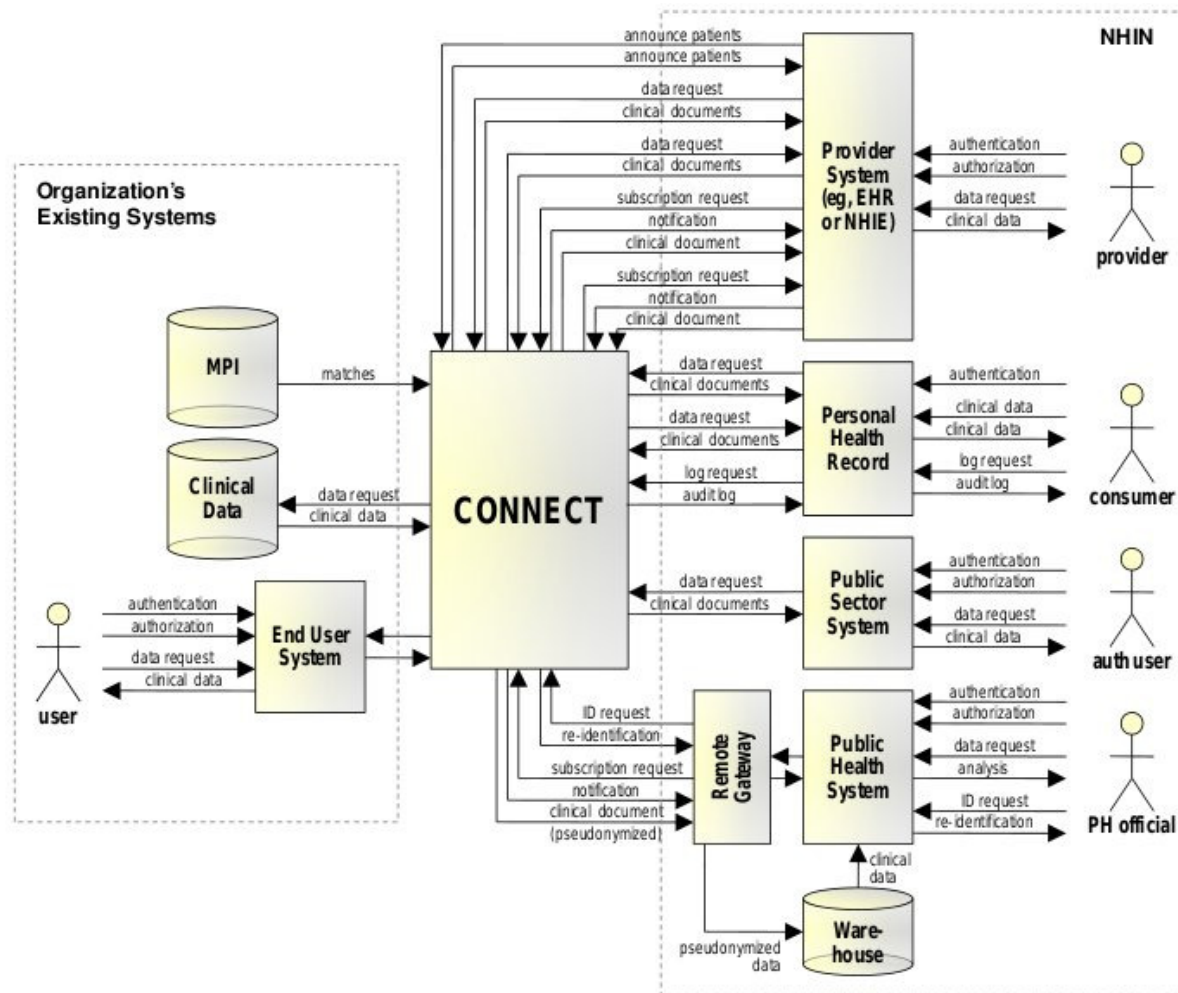 NHIN
announce patients
announce patients
data request
clinical documents
data request
clinical documents
subscription request
notification
clinical document
subscription request
notification
clinical document
Provider
System
(eg, EHR
or NHIE)
authentication
authorization
data request
clinical data
provider
Organization's
Existing Systems
MPI
matches
Clinical
Data
data request
clinical data
user
authentication
authorization
data request
clinical data
End User
System
CONNECT
data request
clinical documents
data request
clinical documents
log request
audit log
Personal
Health
Record
authentication
clinical data
clinical data
log request
audit log
consumer
data request
clinical documents
Public
Sector
System
authentication
authorization
data request
clinical data
auth user
ID request
re-identification
subscription request
notification
clinical document
(pseudonymized)
Remote
Gateway
Public
Health
System
authentication
authorization
data request
analysis
ID request
re-identification
PH official
clinical
data
Ware-
house
pseudonymized
data